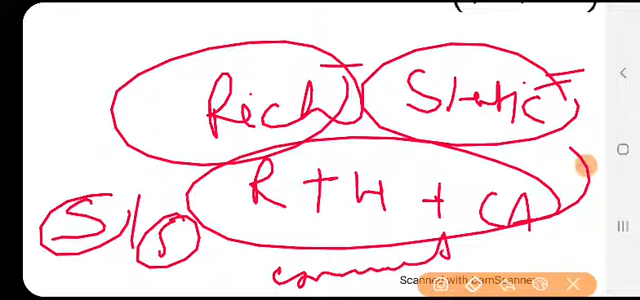 Rich Static
R + H + CA
S/S
Scanned with CamScanner